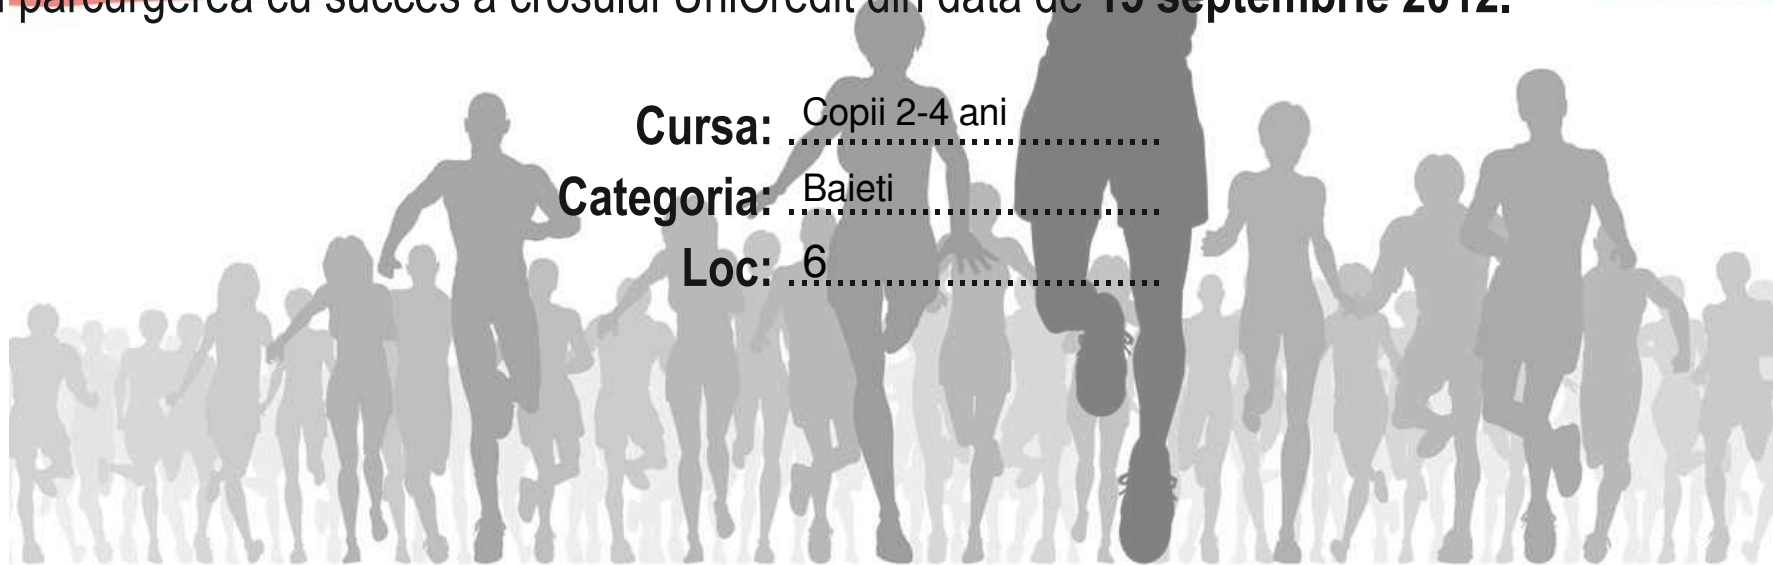 parcurgerea cu succes a crosului UniCredit din data de septembrie 2012.
Cursa: Copii 2-4 ani
Categoria: Baieti
Loc: 6